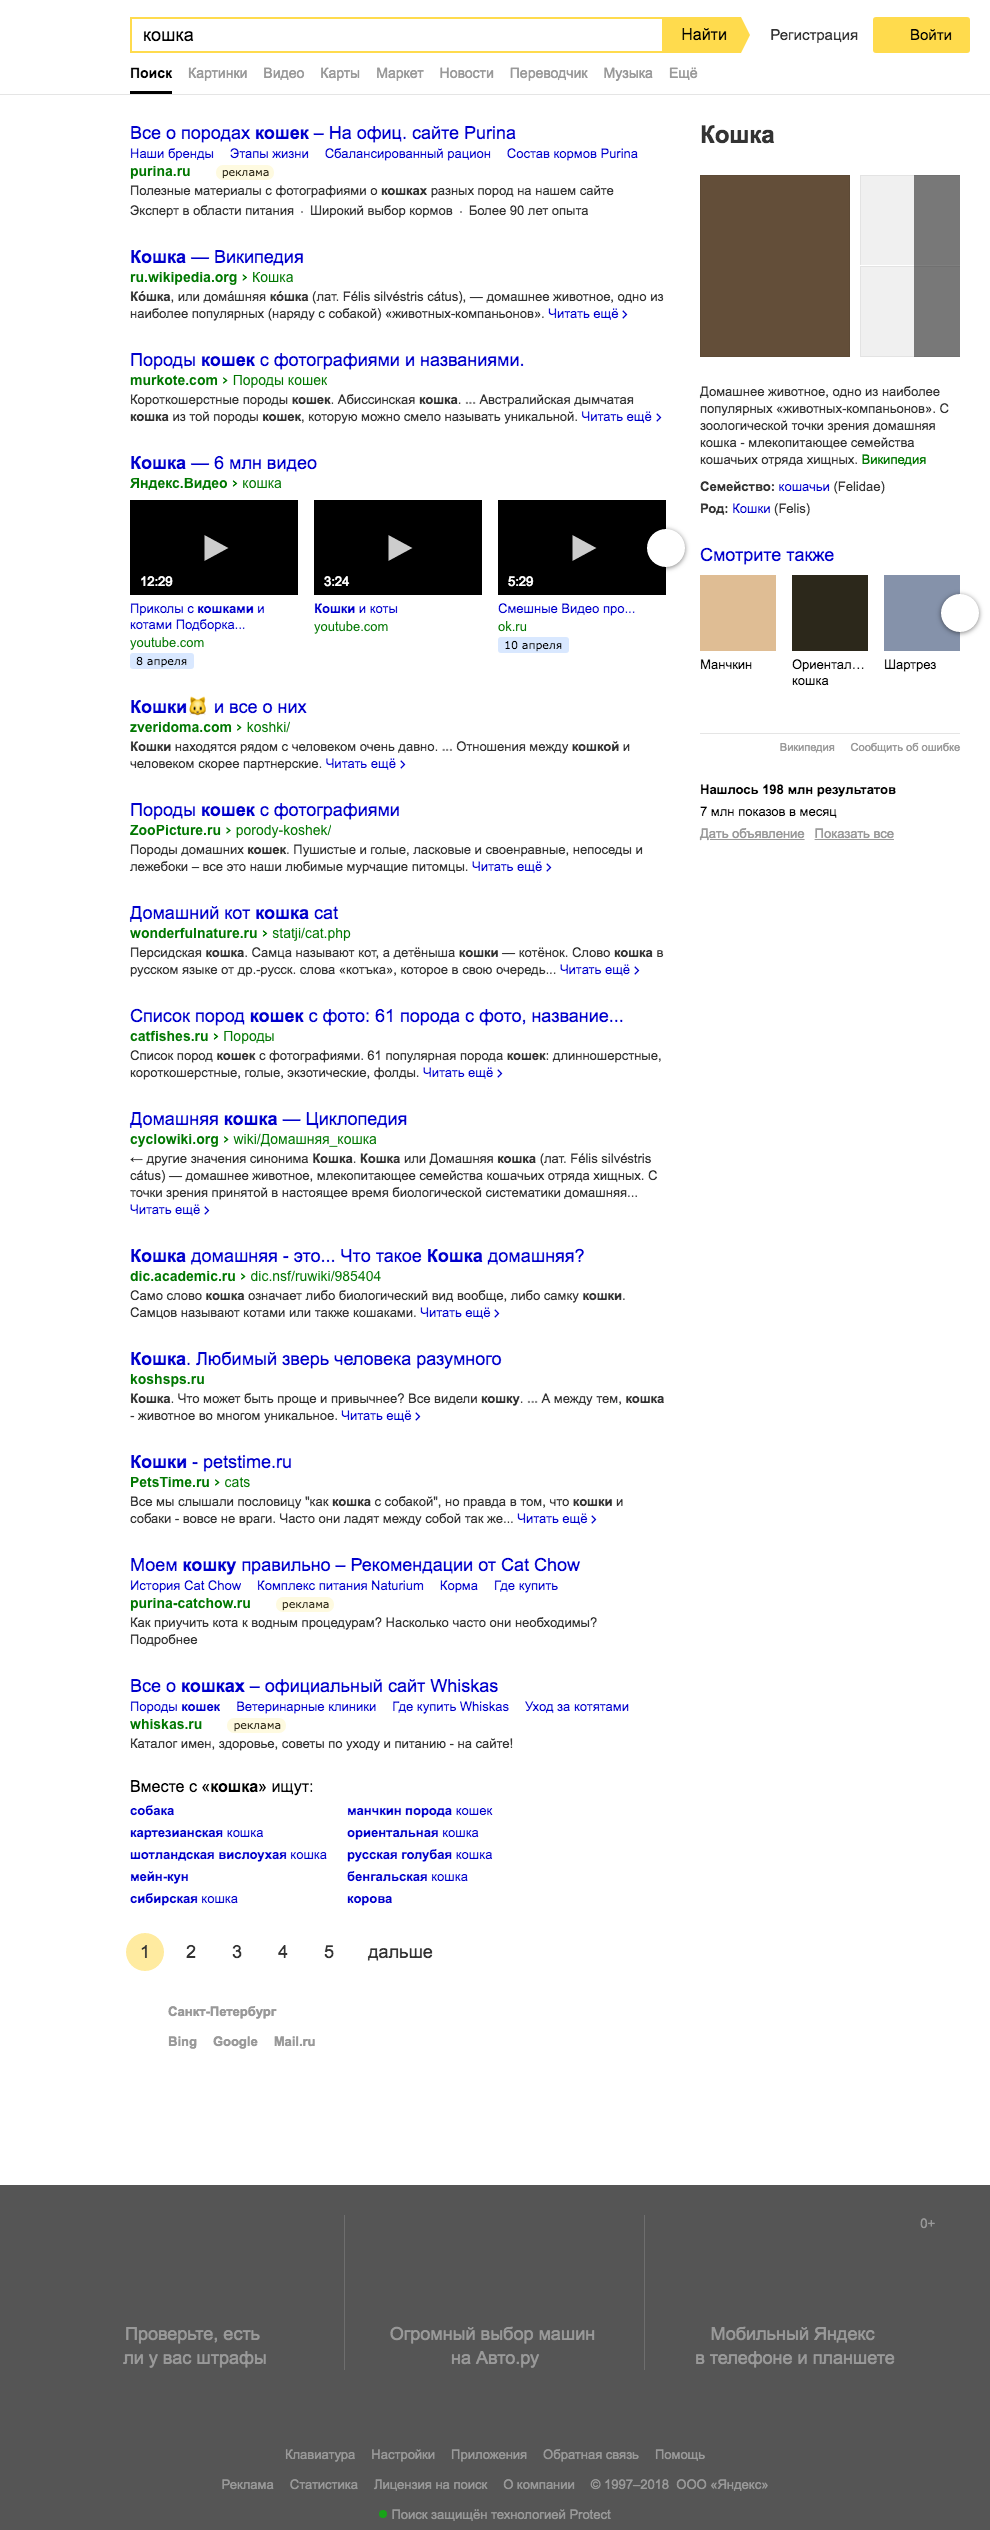 кошка
Найти
Регистрация
Войти
Поиск Картинки Видео Карты Маркет Новости Переводчик Музыка Ещё
Все о породах кошек – На офиц. сайте Purina
Наши бренды Этапы жизни Сбалансированный рацион Состав кормов Purina
purina.ru реклама
Полезные материалы с фотографиями о кошках разных пород на нашем сайте
Эксперт в области питания · Широкий выбор кормов · Более 90 лет опыта
Кошка — Википедия
ru.wikipedia.org › Кошка
Ко́шка, или дома́шняя ко́шка (лат. Félis silvéstris cátus), — домашнее животное, одно из
наиболее популярных (наряду с собакой) «животных-компаньонов». Читать ещё ›
Породы кошек с фотографиями и названиями.
murkote.com › Породы кошек
Короткошерстные породы кошек. Абиссинская кошка. ... Австралийская дымчатая
кошка из той породы кошек, которую можно смело называть уникальной. Читать ещё ›
Кошка — 6 млн видео
Яндекс.Видео › кошка
12:29
3:24
5:29
Приколы с кошками и
котами Подборка...
youtube.com
8 апреля
Кошки и коты
youtube.com
Смешные Видео про...
ok.ru
10 апреля
Кошки🐱 и все о них
zveridoma.com › koshki/
Кошки находятся рядом с человеком очень давно. ... Отношения между кошкой и
человеком скорее партнерские. Читать ещё ›
Породы кошек с фотографиями
ZooPicture.ru › porody-koshek/
Породы домашних кошек. Пушистые и голые, ласковые и своенравные, непоседы и
лежебоки – все это наши любимые мурчащие питомцы. Читать ещё ›
Домашний кот кошка cat
wonderfulnature.ru › statji/cat.php
Персидская кошка. Самца называют кот, а детёныша кошки — котёнок. Слово кошка в
русском языке от др.-русск. слова «котъка», которое в свою очередь... Читать ещё ›
Список пород кошек с фото: 61 порода с фото, название...
catfishes.ru › Породы
Список пород кошек с фотографиями. 61 популярная порода кошек: длинношерстные,
короткошерстные, голые, экзотические, фолды. Читать ещё ›
Домашняя кошка — Циклопедия
cyclowiki.org › wiki/Домашняя_кошка
← другие значения синонима Кошка. Кошка или Домашняя кошка (лат. Félis silvéstris
cátus) — домашнее животное, млекопитающее семейства кошачьих отряда хищных. С
точки зрения принятой в настоящее время биологической систематики домашняя...
Читать ещё ›
Кошка домашняя - это... Что такое Кошка домашняя?
dic.academic.ru › dic.nsf/ruwiki/985404
Само слово кошка означает либо биологический вид вообще, либо самку кошки.
Самцов называют котами или также кошаками. Читать ещё ›
Кошка. Любимый зверь человека разумного
koshsps.ru
Кошка. Что может быть проще и привычнее? Все видели кошку. ... А между тем, кошка
- животное во многом уникальное. Читать ещё ›
Кошки - petstime.ru
PetsTime.ru › cats
Все мы слышали пословицу "как кошка с собакой", но правда в том, что кошки и
собаки - вовсе не враги. Часто они ладят между собой так же... Читать ещё ›
Моем кошку правильно – Рекомендации от Cat Chow
История Cat Chow Комплекс питания Naturium Корма Где купить
purina-catchow.ru реклама
Как приучить кота к водным процедурам? Насколько часто они необходимы?
Подробнее
Все о кошках – официальный сайт Whiskas
Породы кошек Ветеринарные клиники Где купить Whiskas Уход за котятами
whiskas.ru реклама
Каталог имен, здоровье, советы по уходу и питанию - на сайте!
Вместе с «кошка» ищут:
собака
картезианская кошка
шотландская вислоухая кошка
мейн-кун
сибирская кошка
манчкин порода кошек
ориентальная кошка
русская голубая кошка
бенгальская кошка
корова
1 2 3 4 5 дальше
Санкт-Петербург
Bing Google Mail.ru
Кошка
Домашнее животное, одно из наиболее
популярных «животных-компаньонов». С
зоологической точки зрения домашняя
кошка - млекопитающее семейства
кошачьих отряда хищных. Википедия
Семейство: кошачьи (Felidae)
Род: Кошки (Felis)
Смотрите также
Манчкин
Ориентал...
кошка
Шартрез
Википедия Сообщить об ошибке
Нашлось 198 млн результатов
7 млн показов в месяц
Дать объявление Показать все
0+
Проверьте, есть
ли у вас штрафы
Огромный выбор машин
на Авто.ру
Мобильный Яндекс
в телефоне и планшете
Клавиатура Настройки Приложения Обратная связь Помощь
Реклама Статистика Лицензия на поиск О компании © 1997–2018 ООО «Яндекс»
Поиск защищён технологией Protect